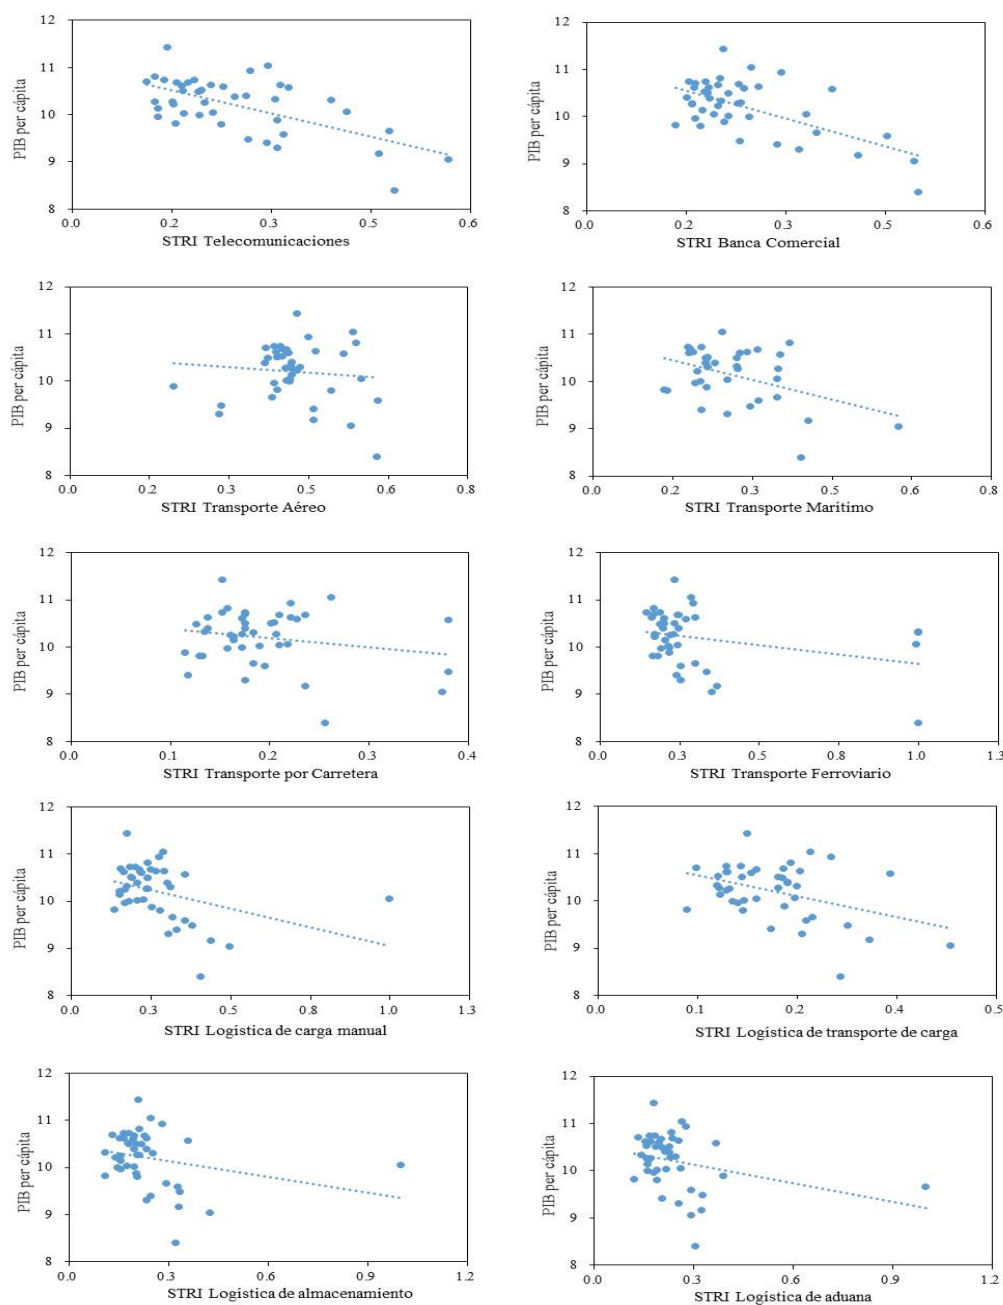 12
11
10
9
8
PIB per cápita
0.0 0.2 0.3 0.5 0.6
STRI Telecomunicaciones
12
11
10
9
8
PIB per cápita
0.0 0.2 0.3 0.5 0.6
STRI Banca Comercial
12
11
10
9
8
PIB per cápita
0.0 0.2 0.3 0.5 0.6 0.8
STRI Transporte Aéreo
12
11
10
9
8
PIB per cápita
0.0 0.2 0.3 0.5 0.6 0.8
STRI Transporte Marítimo
12
11
10
9
8
PIB per cápita
0.0 0.1 0.2 0.3 0.4
STRI Transporte por Carretera
12
11
10
9
8
PIB per cápita
0.0 0.3 0.5 0.8 1.0 1.3
STRI Transporte Ferroviario
12
11
10
9
8
PIB per cápita
0.0 0.3 0.5 0.8 1.0 1.3
STRI Logística de carga manual
12
11
10
9
8
PIB per cápita
0.0 0.1 0.2 0.4 0.5
STRI Logística de transporte de carga
12
11
10
9
8
PIB per cápita
0.0 0.3 0.6 0.9 1.2
STRI Logística de almacenamiento
12
11
10
9
8
PIB per cápita
0.0 0.3 0.6 0.9 1.2
STRI Logística de aduana